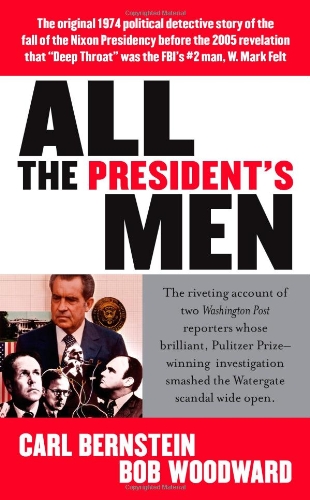 The original 1974 political detective story of the
fall of the Nixon Presidency before the 2005 revelation
that “Deep Throat” was the FBI’s #2 man, W. Mark Felt
ALL
THE PRESIDENT’S
MEN
The riveting account of
two Washington Post
reporters whose
brilliant, Pulitzer Prize–
winning investigation
smashed the Watergate
scandal wide open.
CARL BERNSTEIN
BOB WOODWARD